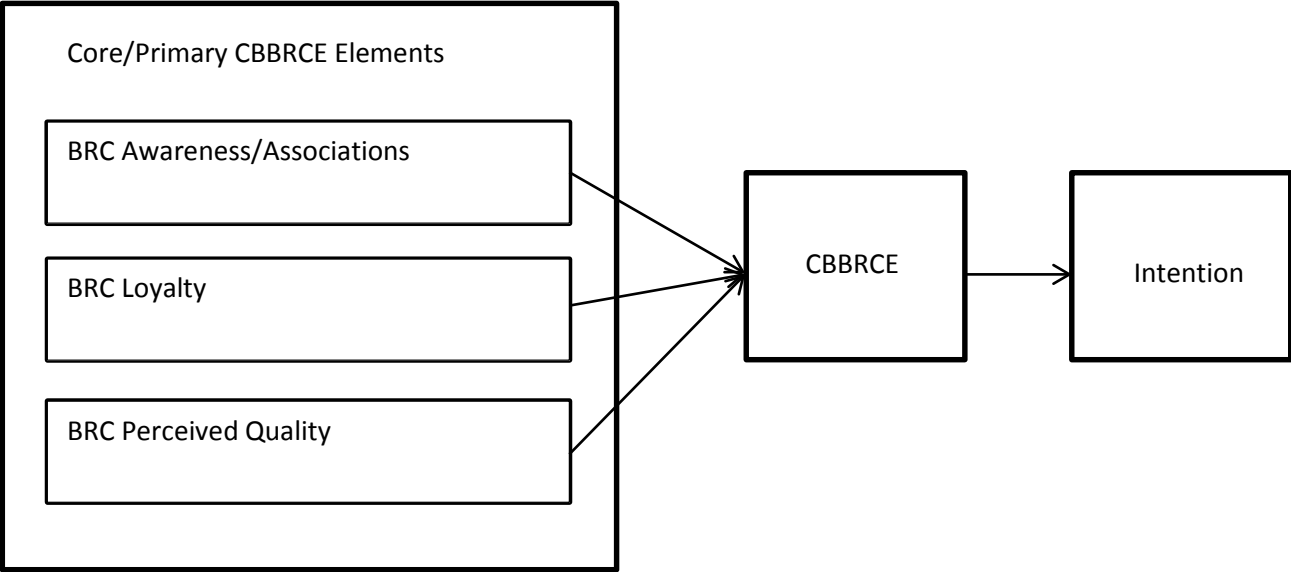 Core/Primary CBBRCE Elements
BRC Awareness/Associations
BRC Loyalty
BRC Perceived Quality
CBBRCE
Intention